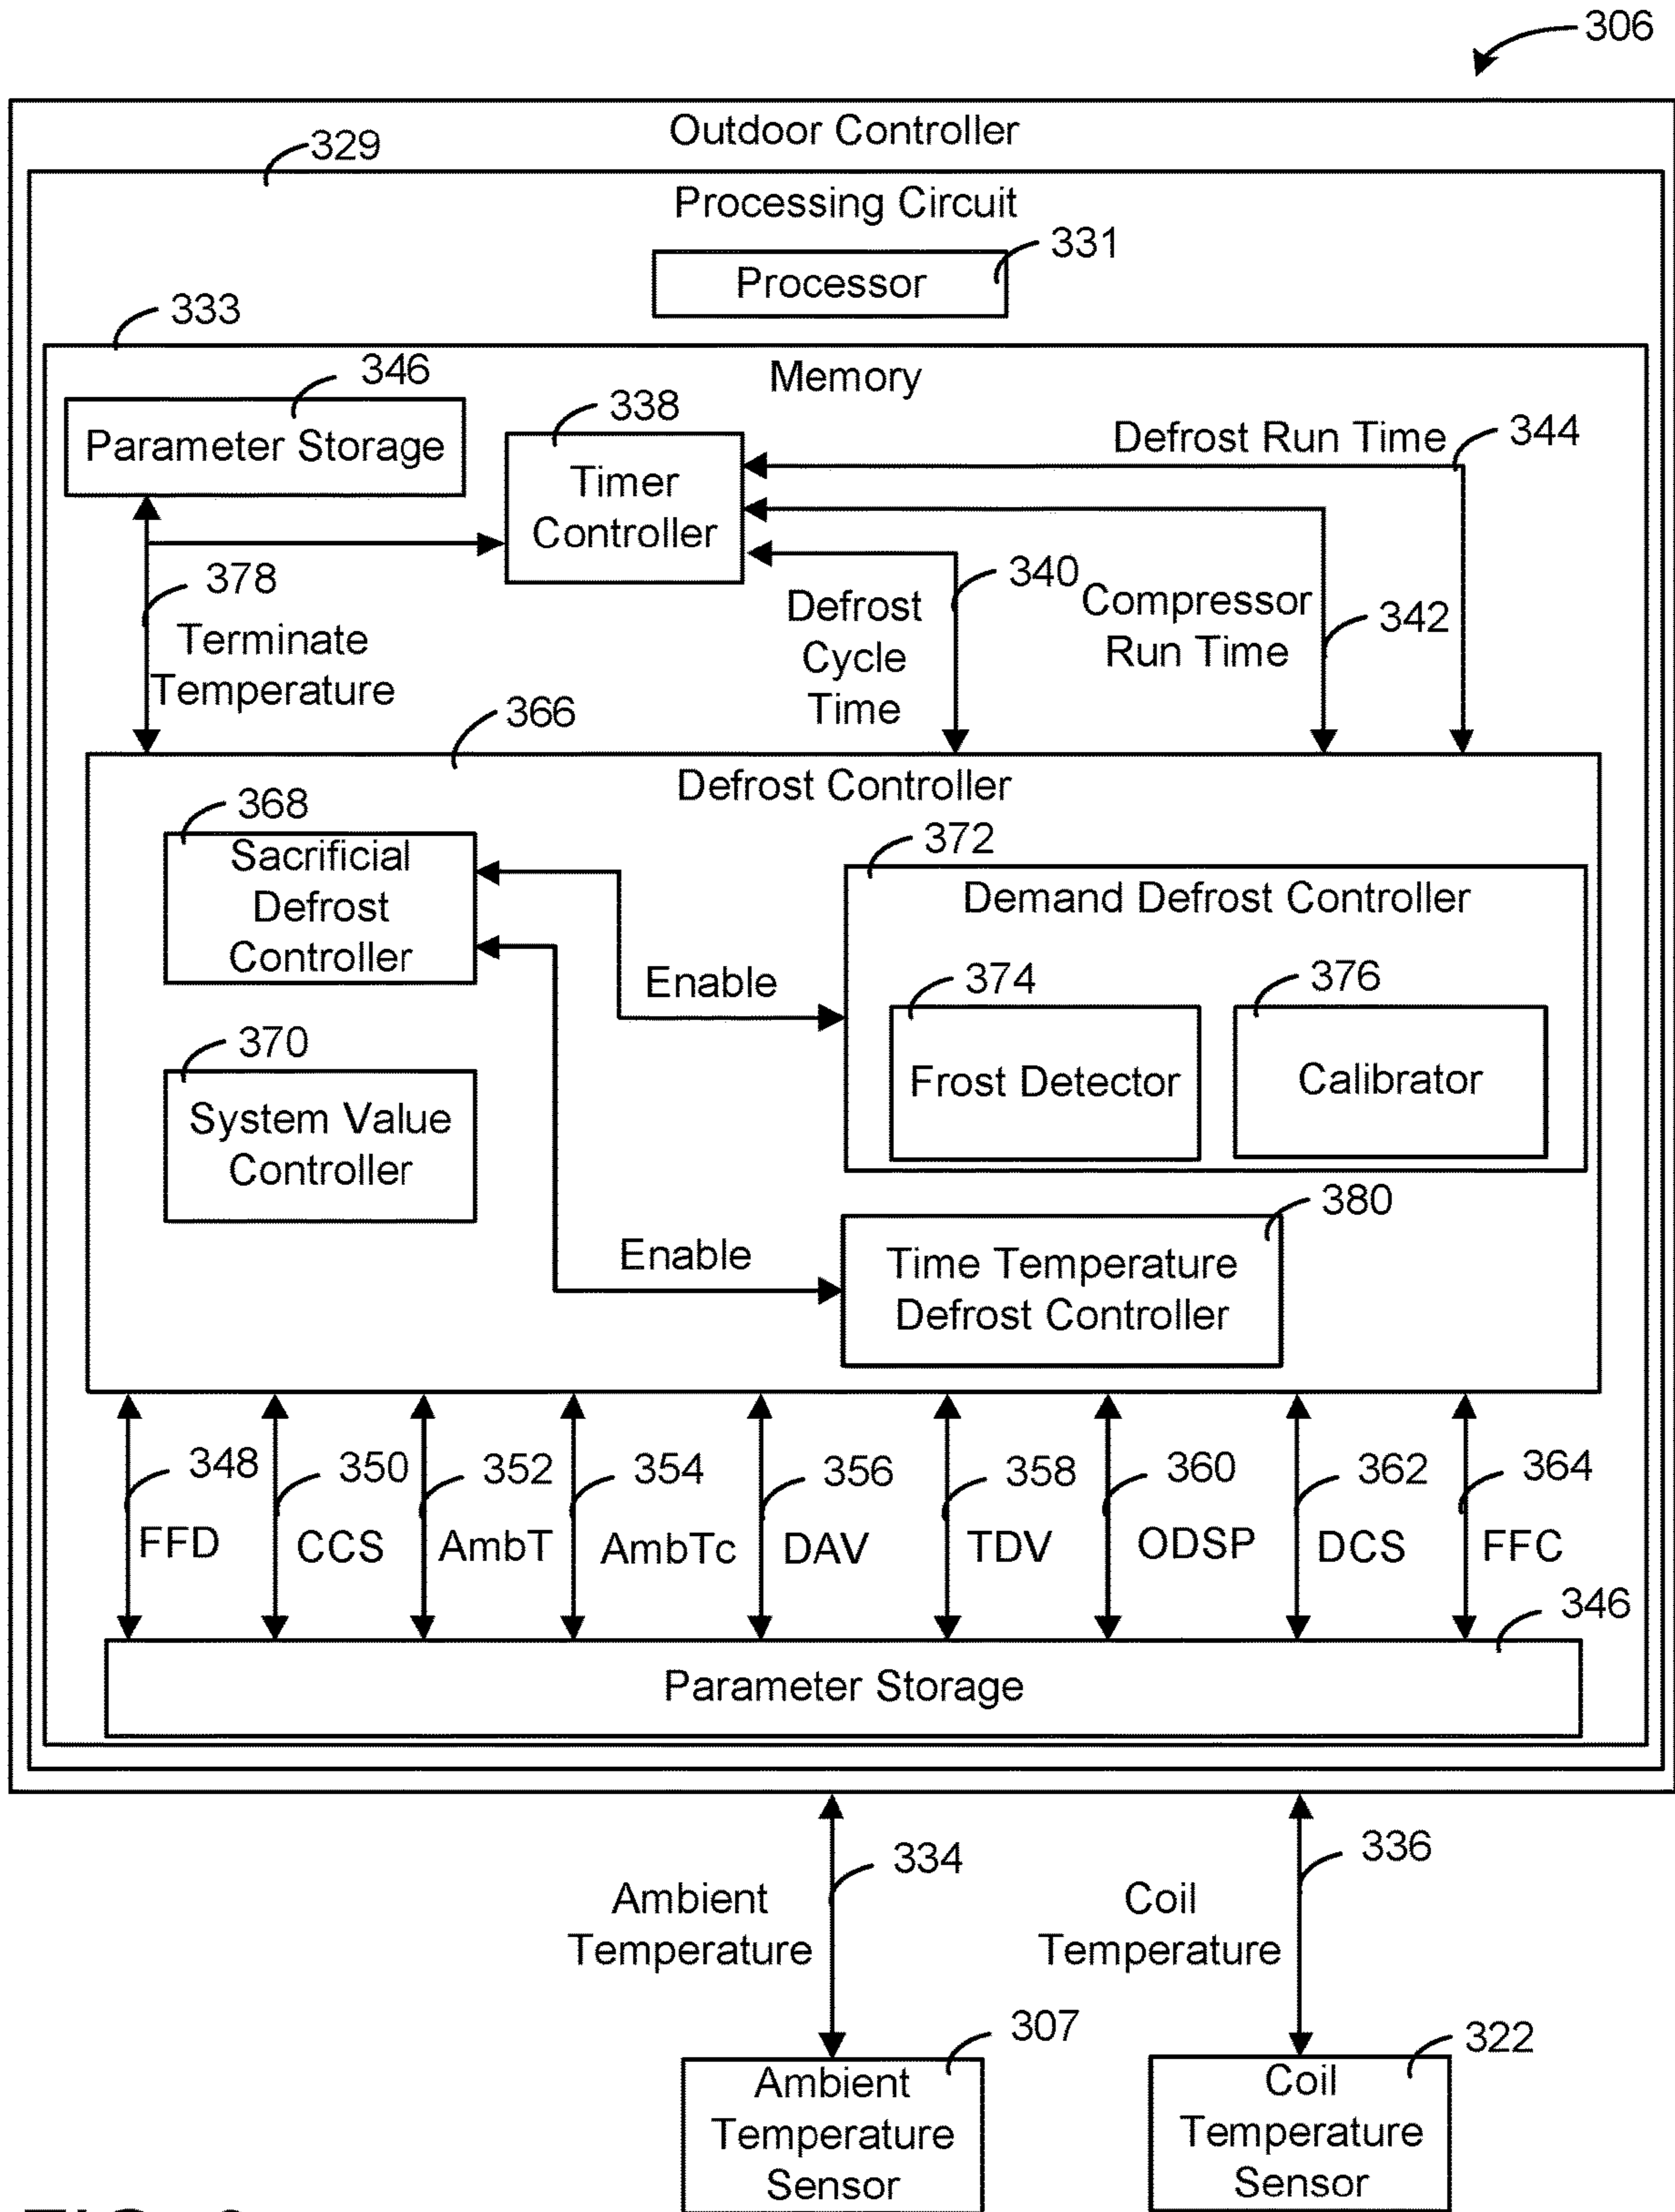 306
Outdoor Controller
329
Processing Circuit
331
Processor
333
Memory
346
Parameter Storage
338
Timer
Controller
Defrost Run Time
344
378
Terminate
Temperature
340
Defrost
Cycle
Time
Compressor
Run Time
342
366
Defrost Controller
368
Sacrificial
Defrost
Controller
372
Demand Defrost Controller
Enable
374
Frost Detector
376
Calibrator
370
System Value
Controller
380
Enable
Time Temperature
Defrost Controller
348
350
352
354
356
358
360
362
364
FFD
CCS
AmbT
AmbTc
DAV
TDV
ODSP
DCS
FFC
346
Parameter Storage
334
Ambient
Temperature
336
Coil
Temperature
307
Ambient
Temperature
Sensor
322
Coil
Temperature
Sensor